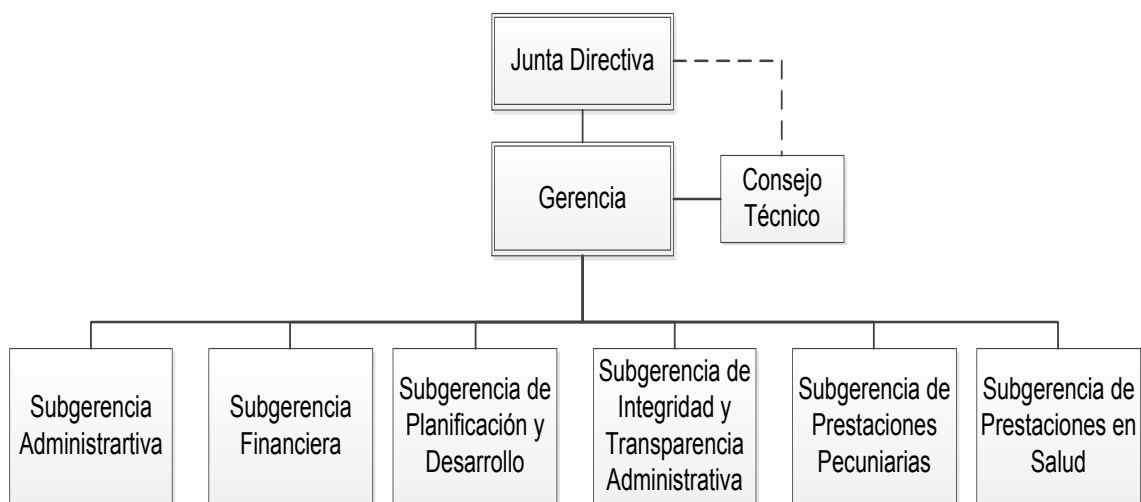 Junta Directiva
Gerencia
Consejo
Técnico
Subgerencia
Administrartiva
Subgerencia
Financiera
Subgerencia de
Planificación y
Desarrollo
Subgerencia de
Integridad y
Transparencia
Administrativa
Subgerencia de
Prestaciones
Pecuniarias
Subgerencia de
Prestaciones en
Salud